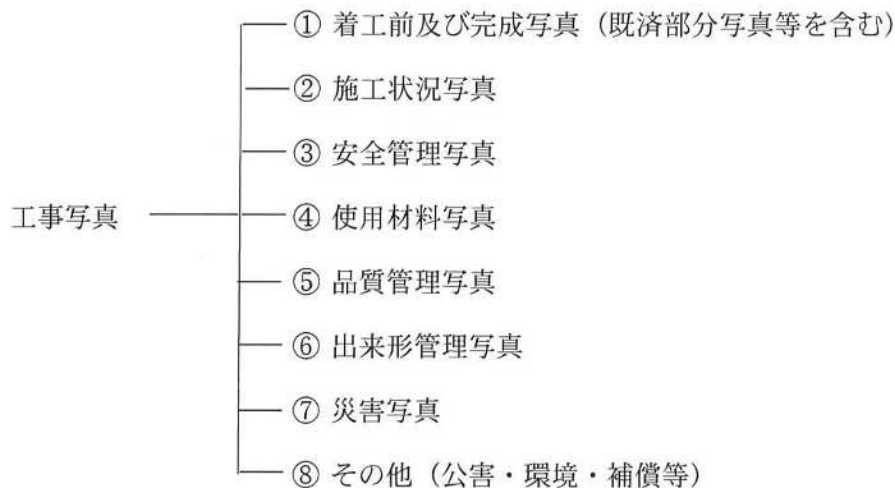 ① 着工前及び完成写真（既済部分写真等を含む）
② 施工状況写真
③ 安全管理写真
工事写真
④ 使用材料写真
⑤ 品質管理写真
⑥ 出来形管理写真
⑦ 災害写真
⑧ その他（公害・環境・補償等）